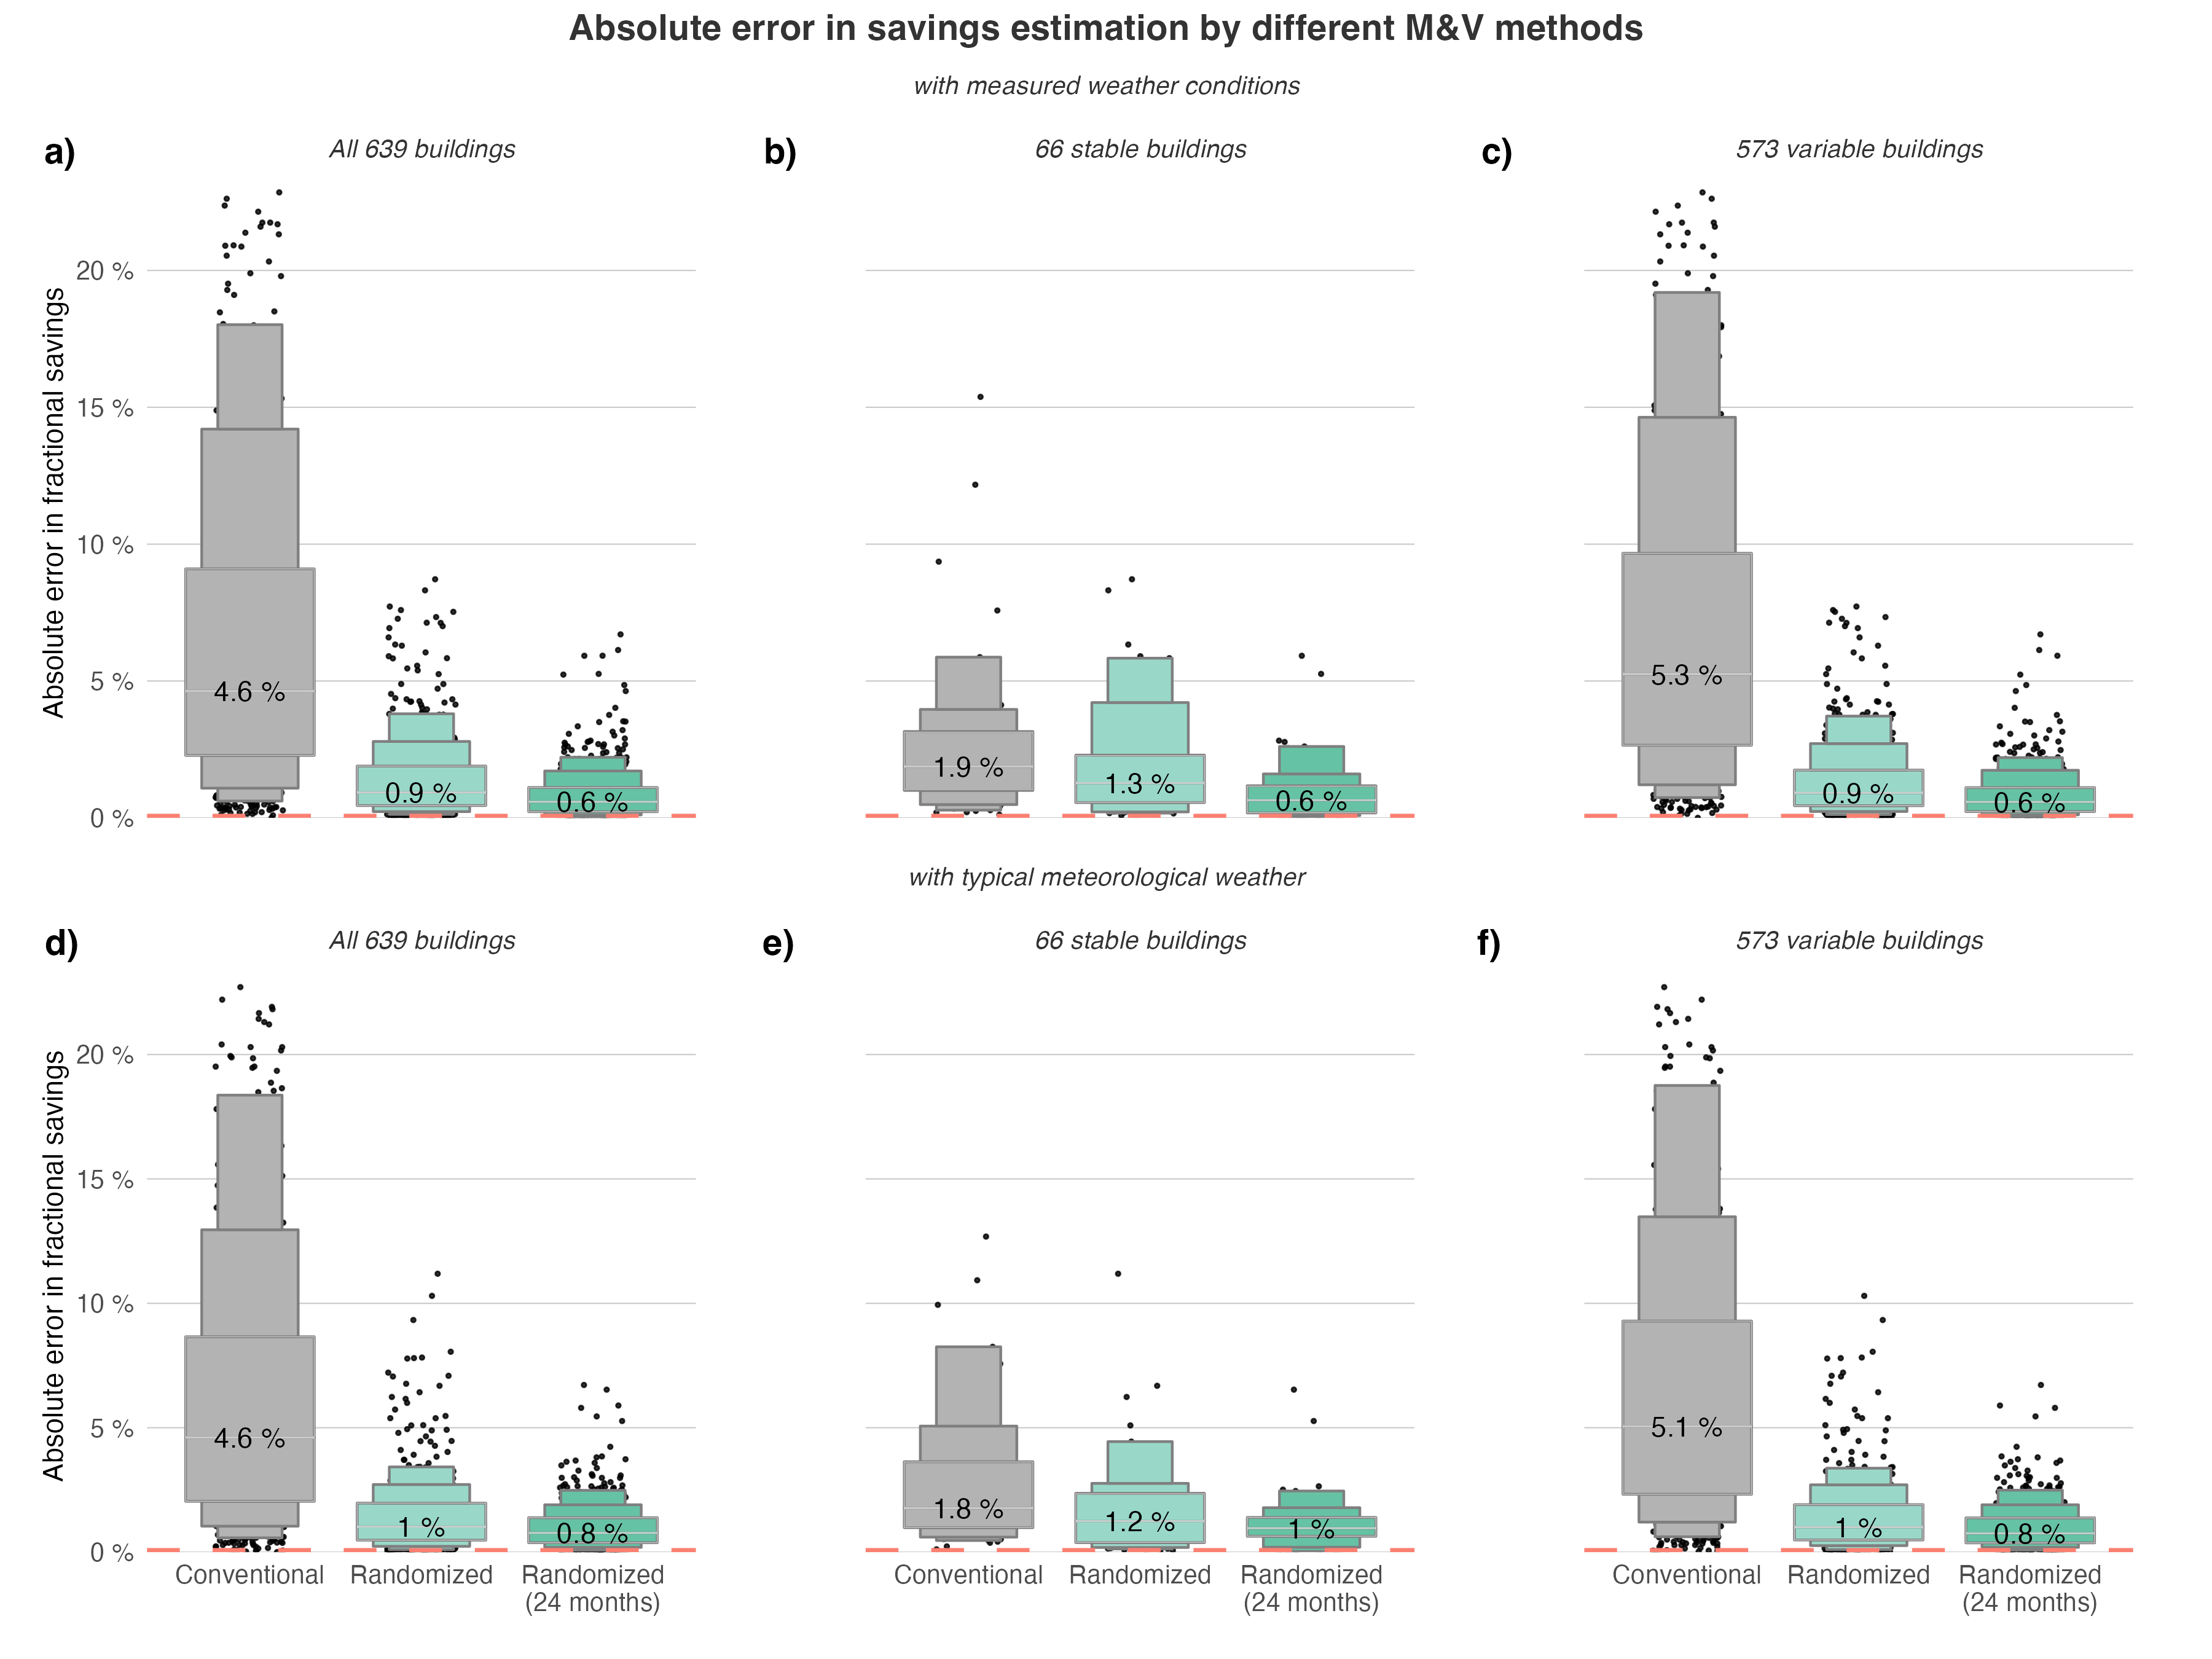 Absolute error in savings estimation by different M&V methods
with measured weather conditions
a)
All 639 buildings
b)
66 stable buildings
c)
573 variable buildings
Absolute error in fractional savings
20 %
15 %
10 %
5 %
0 %
4.6 %
0.9 %
0.6 %
1.9 %
1.3 %
0.6 %
5.3 %
0.9 %
0.6 %
with typical meteorological weather
d)
All 639 buildings
e)
66 stable buildings
f)
573 variable buildings
Absolute error in fractional savings
20 %
15 %
10 %
5 %
0 %
4.6 %
1 %
0.8 %
1.8 %
1.2 %
1 %
5.1 %
1 %
0.8 %
Conventional
Randomized
Randomized
(24 months)
Conventional
Randomized
Randomized
(24 months)
Conventional
Randomized
Randomized
(24 months)